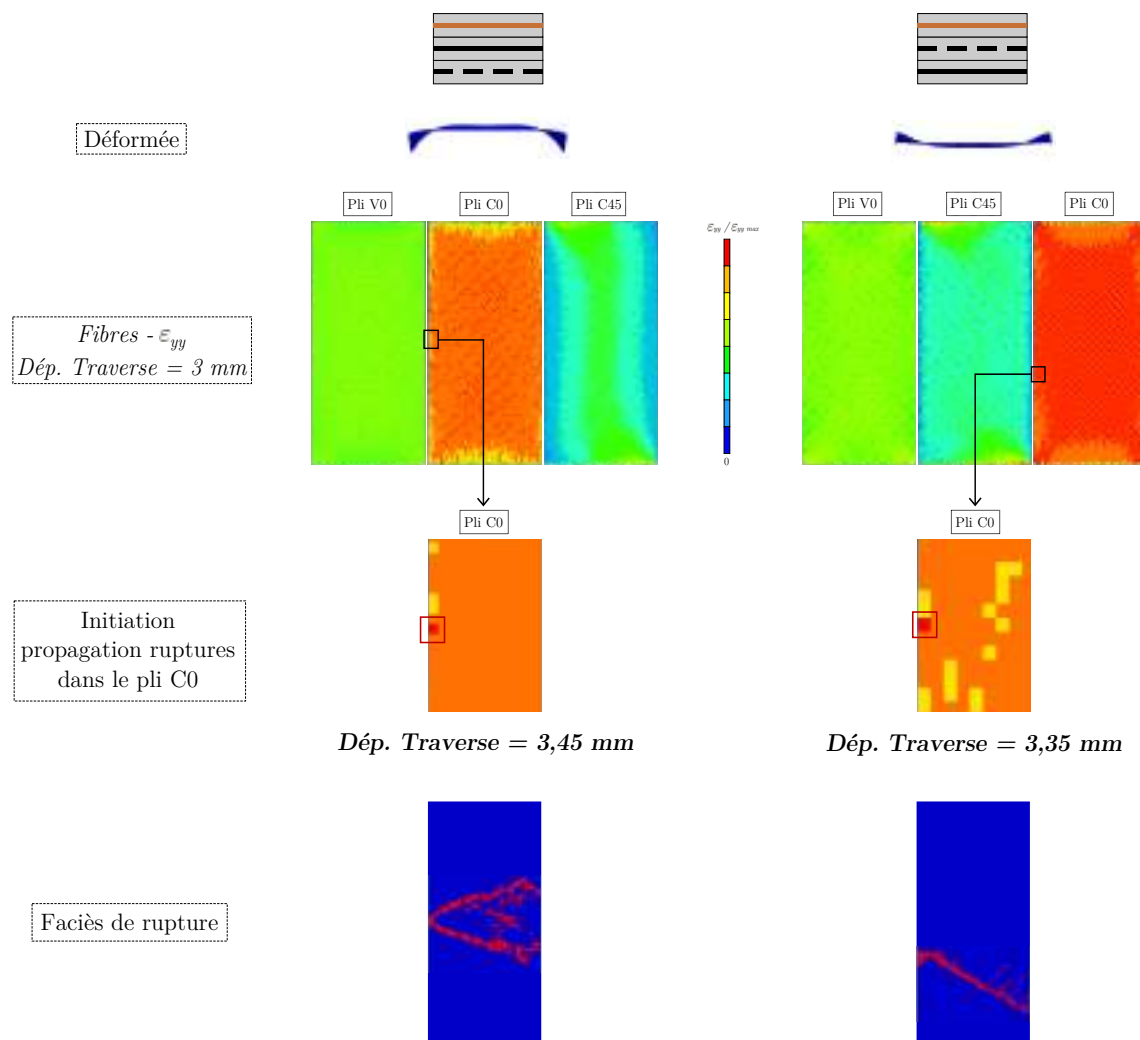 Déformée
Pli V0
Pli C0
Pli C45
Pli V0
Pli C45
Pli C0
ε_yy / ε_yy max
0
Fibres - ε_yy
Dép. Traverse = 3 mm
Pli C0
Pli C0
Initiation
propagation ruptures
dans le pli C0
Dép. Traverse = 3,45 mm
Dép. Traverse = 3,35 mm
Faciès de rupture